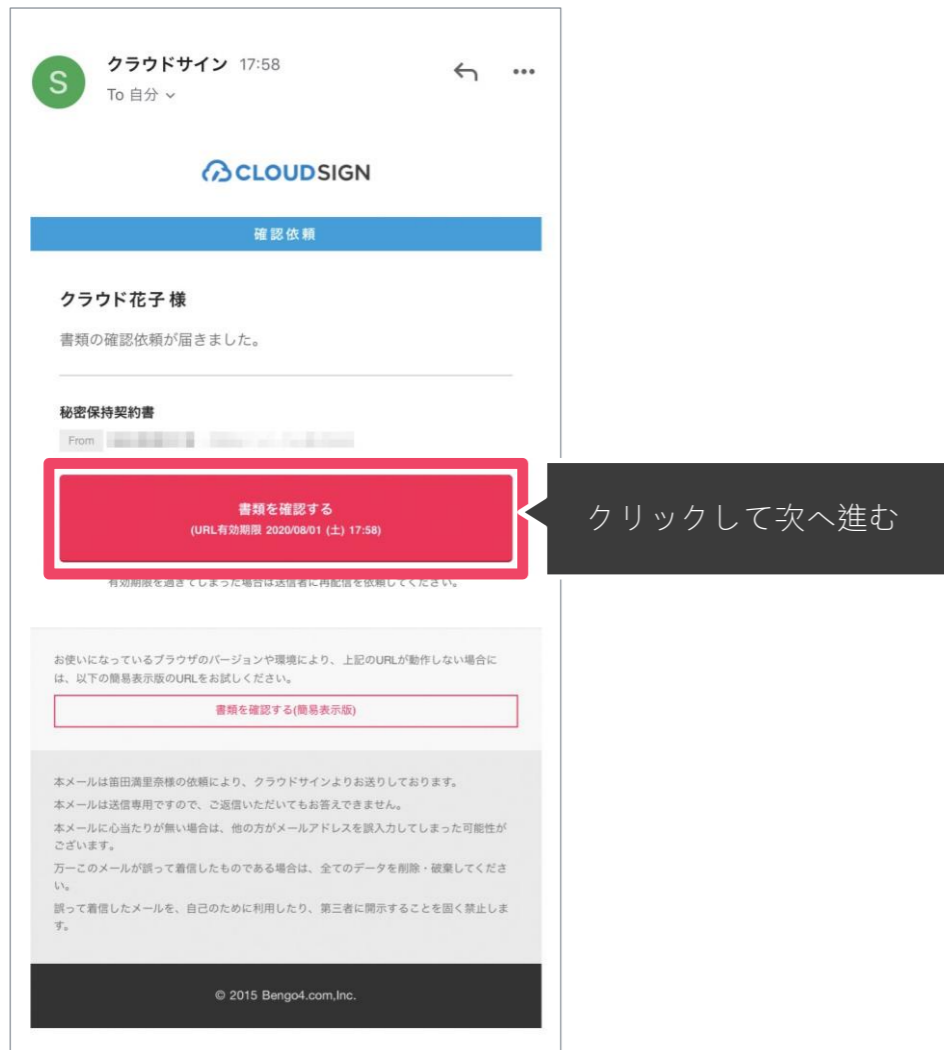 S
クラウドサイン 17:58
To 自分
CLOUDSIGN
確認依頼
クラウド花子 様
書類の確認依頼が届きました。
秘密保持契約書
From
書類を確認する
(URL有効期限 2020/08/01 (土) 17:58)
クリックして次へ進む
有効期限を過ぎてしまった場合は送信者に再配信を依頼してください。
お使いになっているブラウザのバージョンや環境により、上記のURLが動作しない場合に
は、以下の簡易表示版のURLをお試しください。
書類を確認する(簡易表示版)
本メールは笛田満里奈様の依頼により、クラウドサインよりお送りしております。
本メールは送信専用ですので、ご返信いただいてもお答えできません。
本メールに心当たりが無い場合は、他の方がメールアドレスを誤入力してしまった可能性が
ございます。
万一このメールが誤って着信したものである場合は、全てのデータを削除・破棄してくださ
い。
誤って着信したメールを、自己のために利用したり、第三者に開示することを固く禁止しま
す。
© 2015 Bengo4.com,Inc.